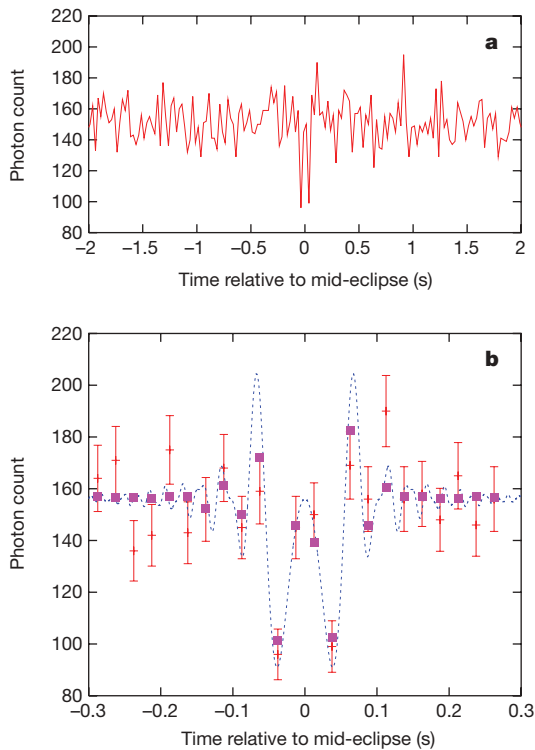 a
220
200
180
160
140
120
100
80
Photon count
–2 –1.5 –1 –0.5 0 0.5 1 1.5 2
Time relative to mid-eclipse (s)
b
220
200
180
160
140
120
100
80
Photon count
–0.3 –0.2 –0.1 0 0.1 0.2 0.3
Time relative to mid-eclipse (s)